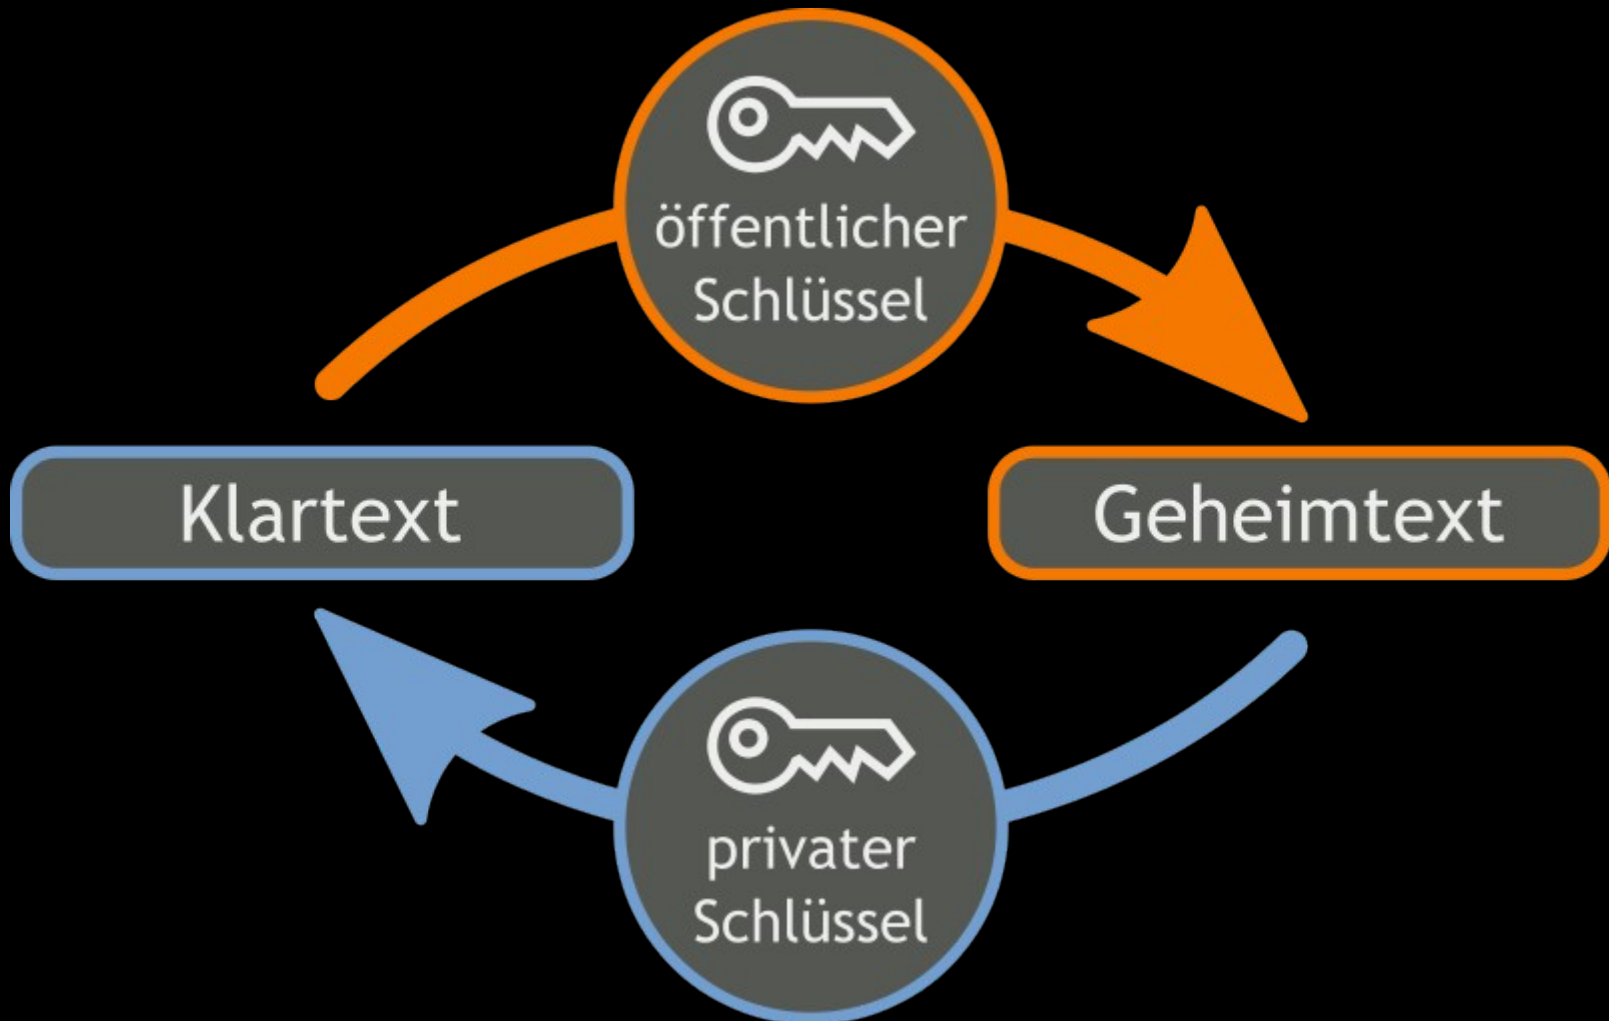 öffentlicher
Schlüssel
Klartext
Geheimtext
privater
Schlüssel